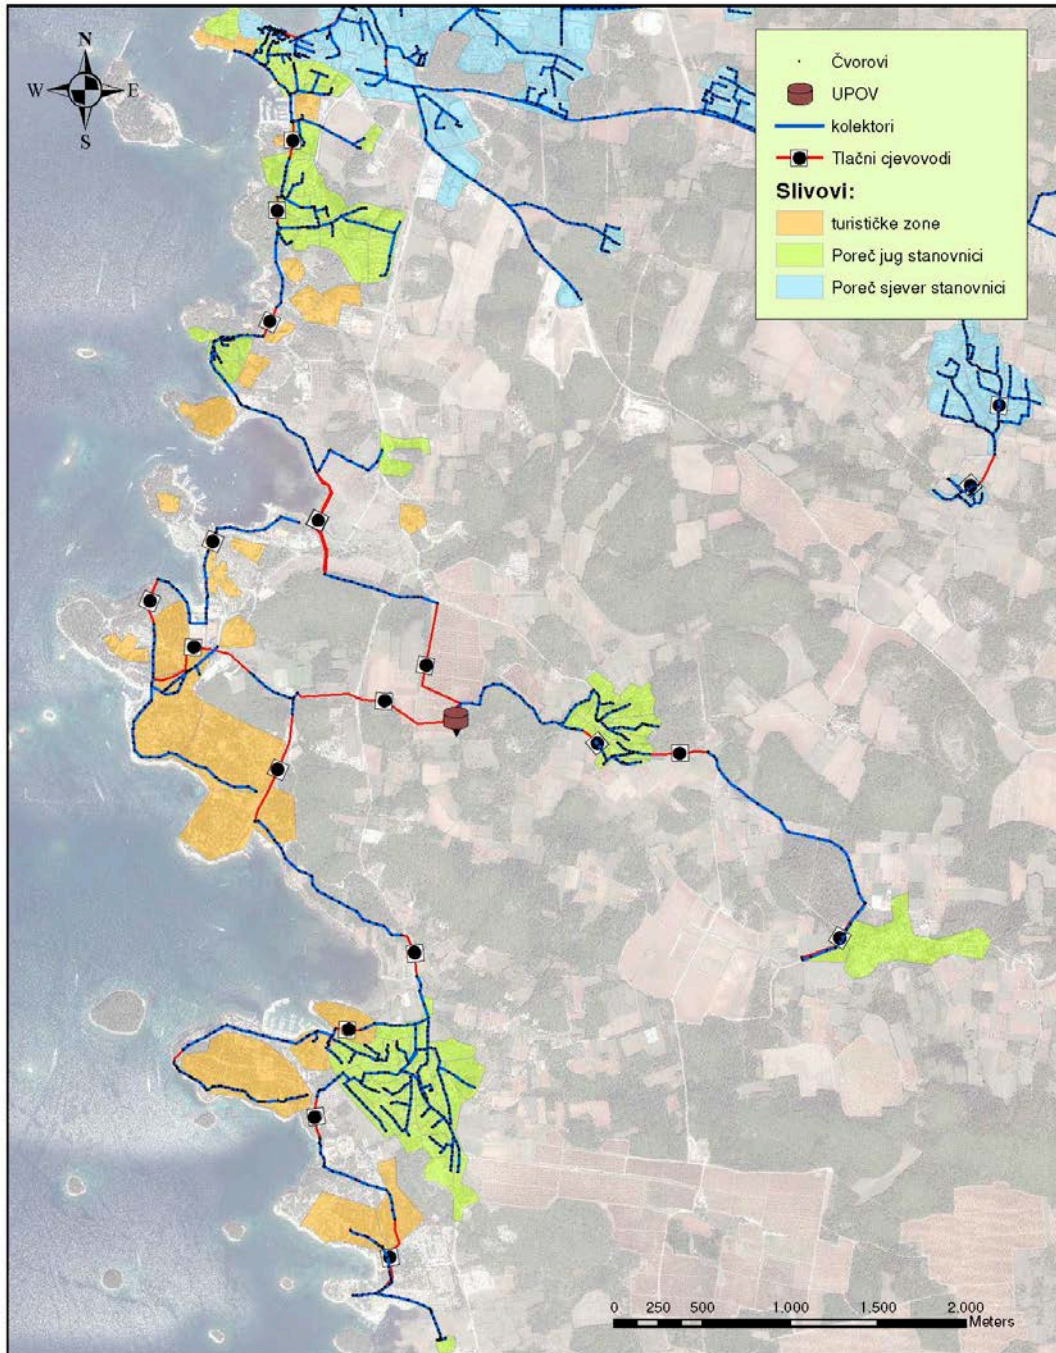 N
W E
S
Čvorovi
UPOV
kolektori
Tlačni cjevovodi
Slivovi:
turističke zone
Poreč jug stanovnici
Poreč sjever stanovnici
0 250 500 1.000 1.500 2.000
Meters